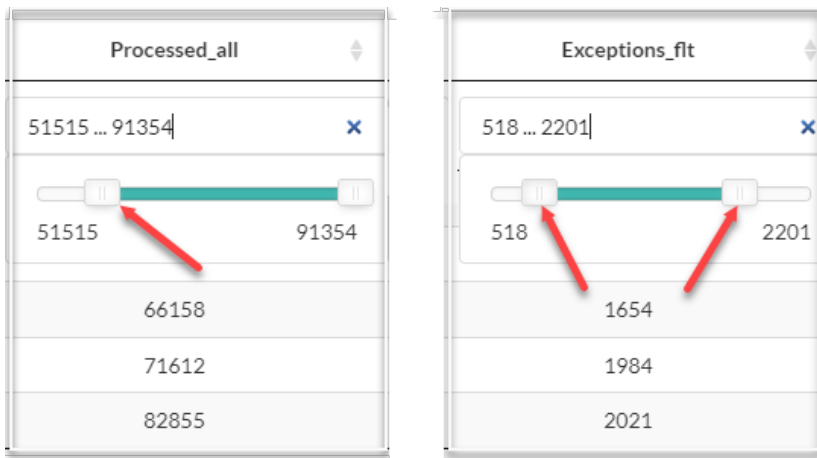 Processed_all
51515 ... 91354
51515 91354
66158
71612
82855
Exceptions_flt
518 ... 2201
518 2201
1654
1984
2021